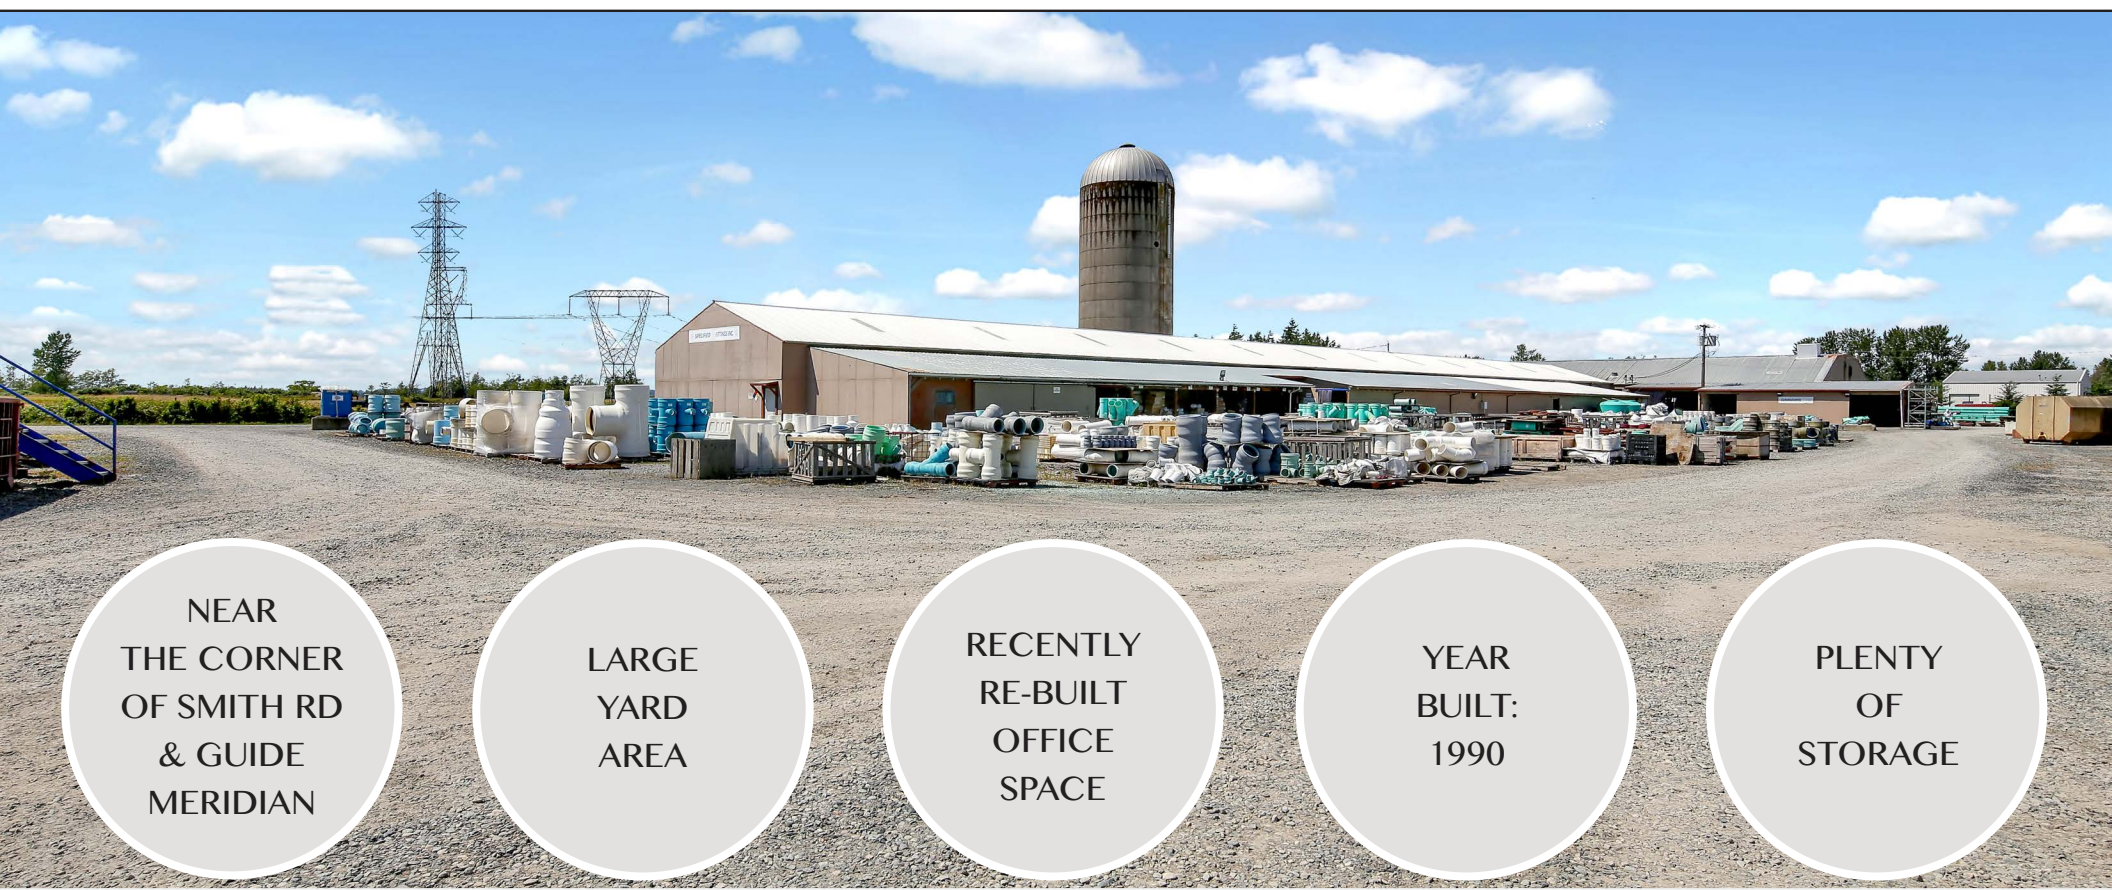 NEAR
THE CORNER
OF SMITH RD
& GUIDE
MERIDIAN
LARGE
YARD
AREA
RECENTLY
RE-BUILT
OFFICE
SPACE
YEAR
BUILT:
1990
PLENTY
OF
STORAGE